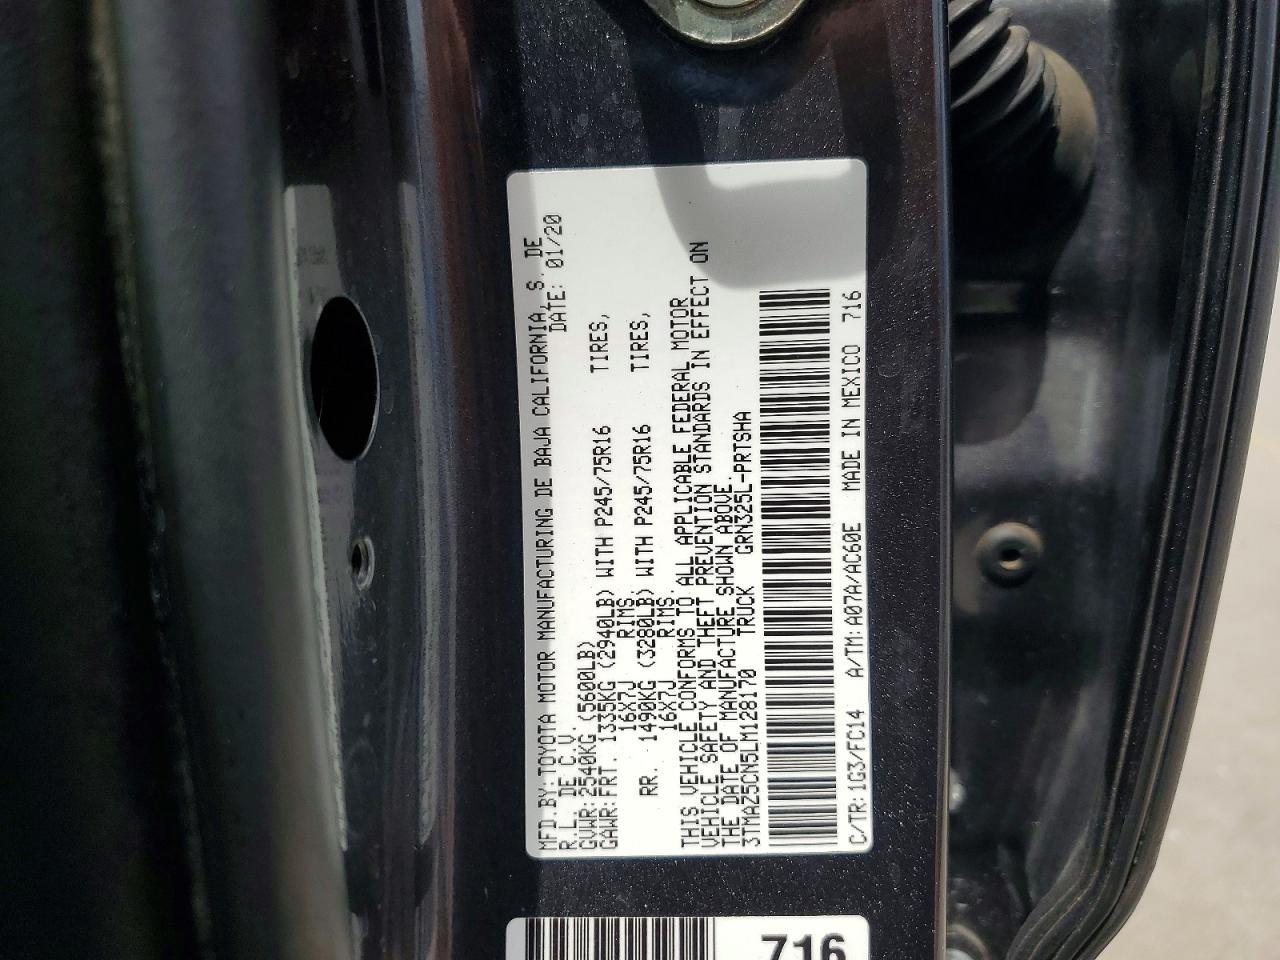 MFD.BY:TOYOTA MOTOR MANUFACTURING DE BAJA CALIFORNIA, S. DE
R.L. DE C.V. DATE: 01/20
GVWR:2540KG (5600LB)
GAWR:FRT. 1335KG (2940LB) WITH P245/75R16 TIRES,
16X7J RIMS
RR. 1490KG (3280LB) WITH P245/75R16 TIRES,
16X7J RIMS
THIS VEHICLE CONFORMS TO ALL APPLICABLE FEDERAL MOTOR
VEHICLE SAFETY AND THEFT PREVENTION STANDARDS IN EFFECT ON
THE DATE OF MANUFACTURE SHOWN ABOVE.
3TMAZ5CN5LM128170 TRUCK GRN325L-PRTSHA
C/TR:1G3/FC14 A/TM:A07A/AC60E MADE IN MEXICO 716
716